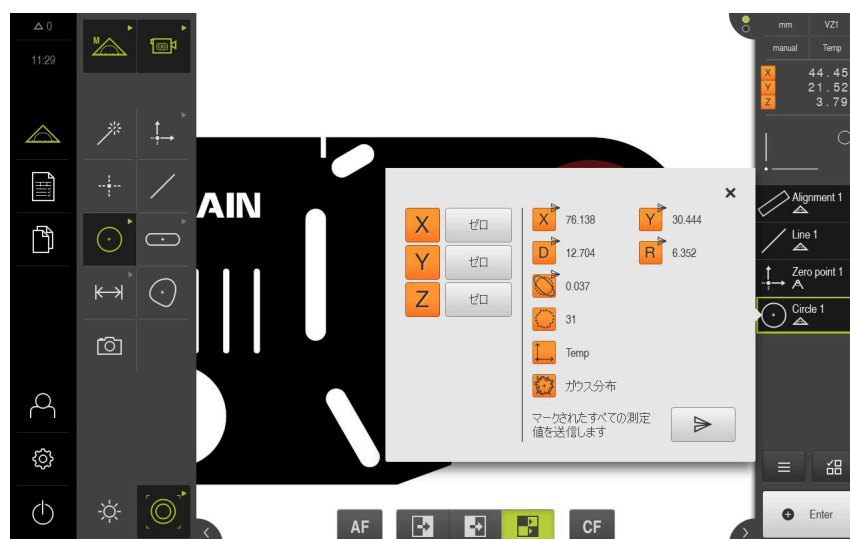 0
11:29
M
AIN
X ゼロ
Y ゼロ
Z ゼロ
X 76.138 Y 30.444
D 12.704 R 6.352
0.037
31
Temp
ガウス分布
マークされたすべての測定
値を送信します
AF
CF
mm VZ1
manual Temp
X 44.45
Y 21.52
Z 3.79
Alignment 1
Line 1
Zero point 1
Circle 1
Enter